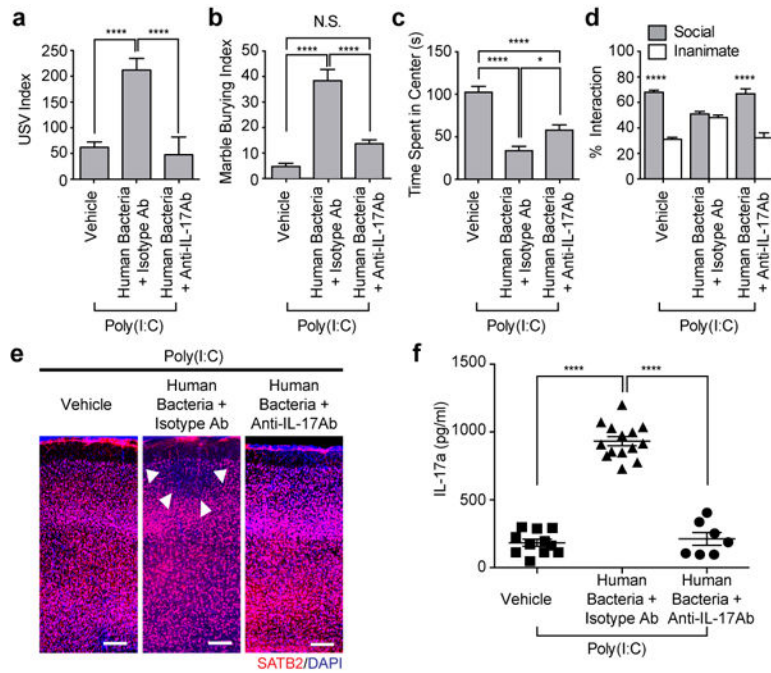 a
USV Index
250
200
150
100
50
0
****
****
Vehicle
Human Bacteria
+ Isotype Ab
Human Bacteria
+ Anti-IL-17Ab
Poly(I:C)
b
Marble Burying Index
50
40
30
20
10
0
N.S.
****
****
Vehicle
Human Bacteria
+ Isotype Ab
Human Bacteria
+ Anti-IL-17Ab
Poly(I:C)
c
Time Spent in Center (s)
150
100
50
0
****
****
*
Vehicle
Human Bacteria
+ Isotype Ab
Human Bacteria
+ Anti-IL-17Ab
Poly(I:C)
d
Social
Inanimate
% Interaction
100
80
60
40
20
0
****
****
Vehicle
Human Bacteria
+ Isotype Ab
Human Bacteria
+ Anti-IL-17Ab
Poly(I:C)
e
Poly(I:C)
Vehicle
Human
Bacteria +
Isotype Ab
Human
Bacteria +
Anti-IL-17Ab
SATB2/DAPI
f
IL-17a (pg/ml)
1500
1000
500
0
****
****
Vehicle
Human
Bacteria +
Isotype Ab
Human
Bacteria +
Anti-IL-17Ab
Poly(I:C)